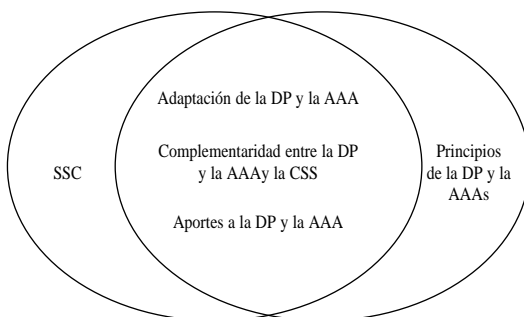 Adaptación de la DP y la AAA
SSC
Complementaridad entre la DP
y la AAAy la CSS
Principios
de la DP y la
AAAs
Aportes a la DP y la AAA